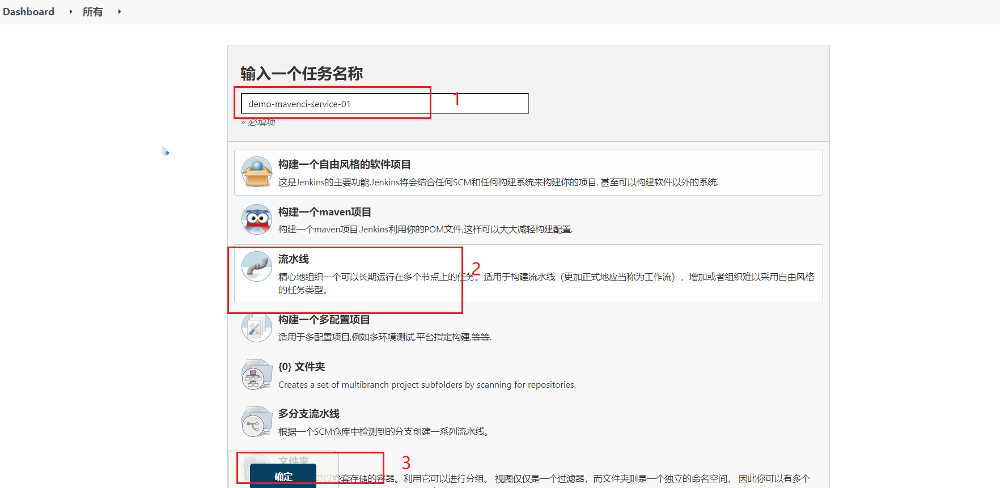 Dashboard 所有
输入一个任务名称
demo-mavenci-service-01
1
» 必填项
构建一个自由风格的软件项目
这是Jenkins的主要功能.Jenkins将会结合任何SCM和任何构建系统来构建你的项目, 甚至可以构建软件以外的系统.
构建一个maven项目
构建一个maven项目.Jenkins利用你的POM文件,这样可以大大减轻构建配置.
流水线
2
精心地组织一个可以长期运行在多个节点上的任务。适用于构建流水线（更加正式地应当称为工作流），增加或者组织难以采用自由风格
的任务类型。
构建一个多配置项目
适用于多配置项目,例如多环境测试,平台指定构建,等等.
{0} 文件夹
Creates a set of multibranch project subfolders by scanning for repositories.
多分支流水线
根据一个SCM仓库中检测到的分支创建一系列流水线。
文件夹
3
确定
可以嵌套存储的容器。利用它可以进行分组。 视图仅仅是一个过滤器，而文件夹则是一个独立的命名空间， 因此你可以有多个